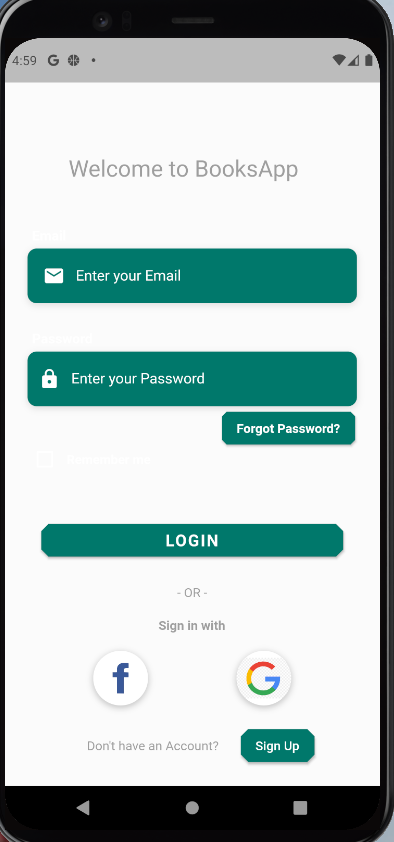 4:59
Welcome to BooksApp
Email
Enter your Email
Password
Enter your Password
Forgot Password?
Remember me
LOGIN
- OR -
Sign in with
Don't have an Account?
Sign Up